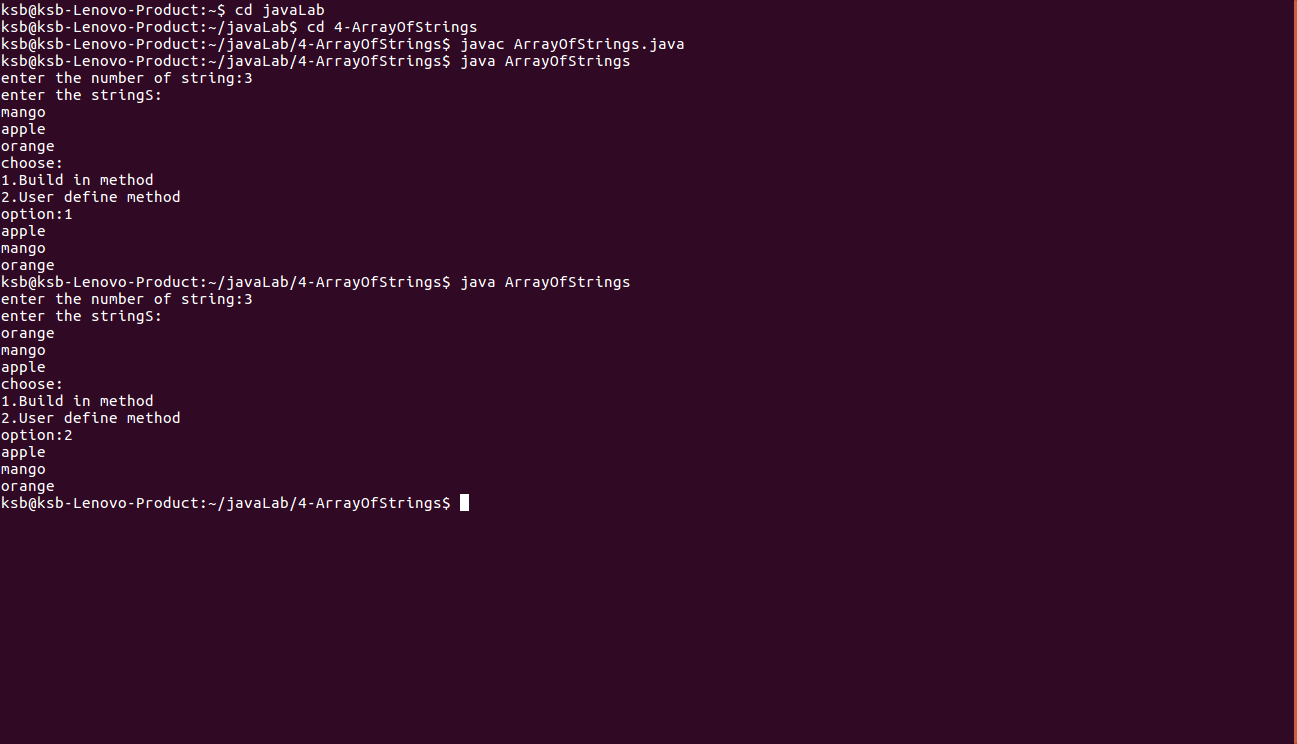 ksb@ksb-Lenovo-Product:~$ cd javaLab
ksb@ksb-Lenovo-Product:~/javaLab$ cd 4-ArrayOfStrings
ksb@ksb-Lenovo-Product:~/javaLab/4-ArrayOfStrings$ javac ArrayOfStrings.java
ksb@ksb-Lenovo-Product:~/javaLab/4-ArrayOfStrings$ java ArrayOfStrings
enter the number of string:3
enter the stringS:
mango
apple
orange
choose:
1.Build in method
2.User define method
option:1
apple
mango
orange
ksb@ksb-Lenovo-Product:~/javaLab/4-ArrayOfStrings$ java ArrayOfStrings
enter the number of string:3
enter the stringS:
orange
mango
apple
choose:
1.Build in method
2.User define method
option:2
apple
mango
orange
ksb@ksb-Lenovo-Product:~/javaLab/4-ArrayOfStrings$